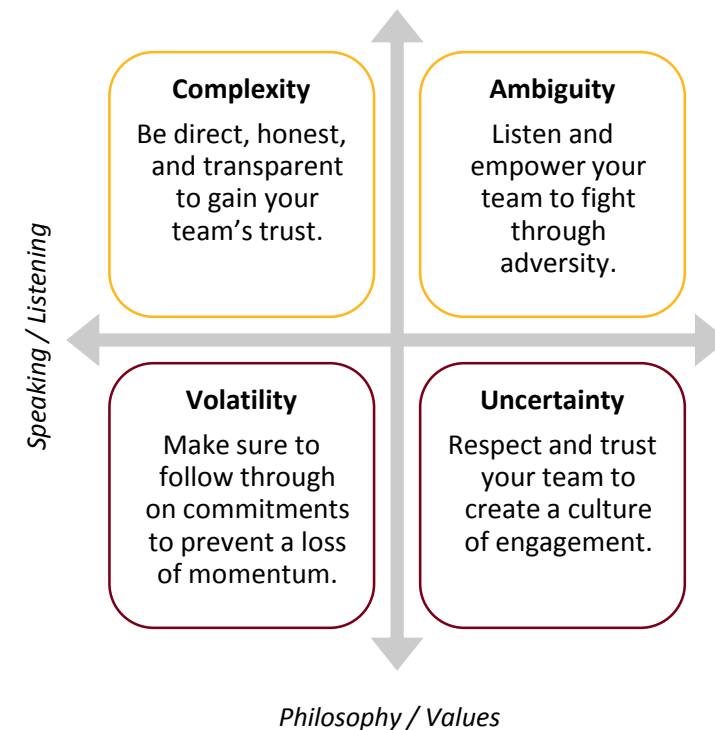 Complexity
Be direct, honest,
and transparent
to gain your
team’s trust.
Ambiguity
Listen and
empower your
team to fight
through
adversity.
Speaking / Listening
Volatility
Make sure to
follow through
on commitments
to prevent a loss
of momentum.
Uncertainty
Respect and trust
your team to
create a culture
of engagement.
Philosophy / Values